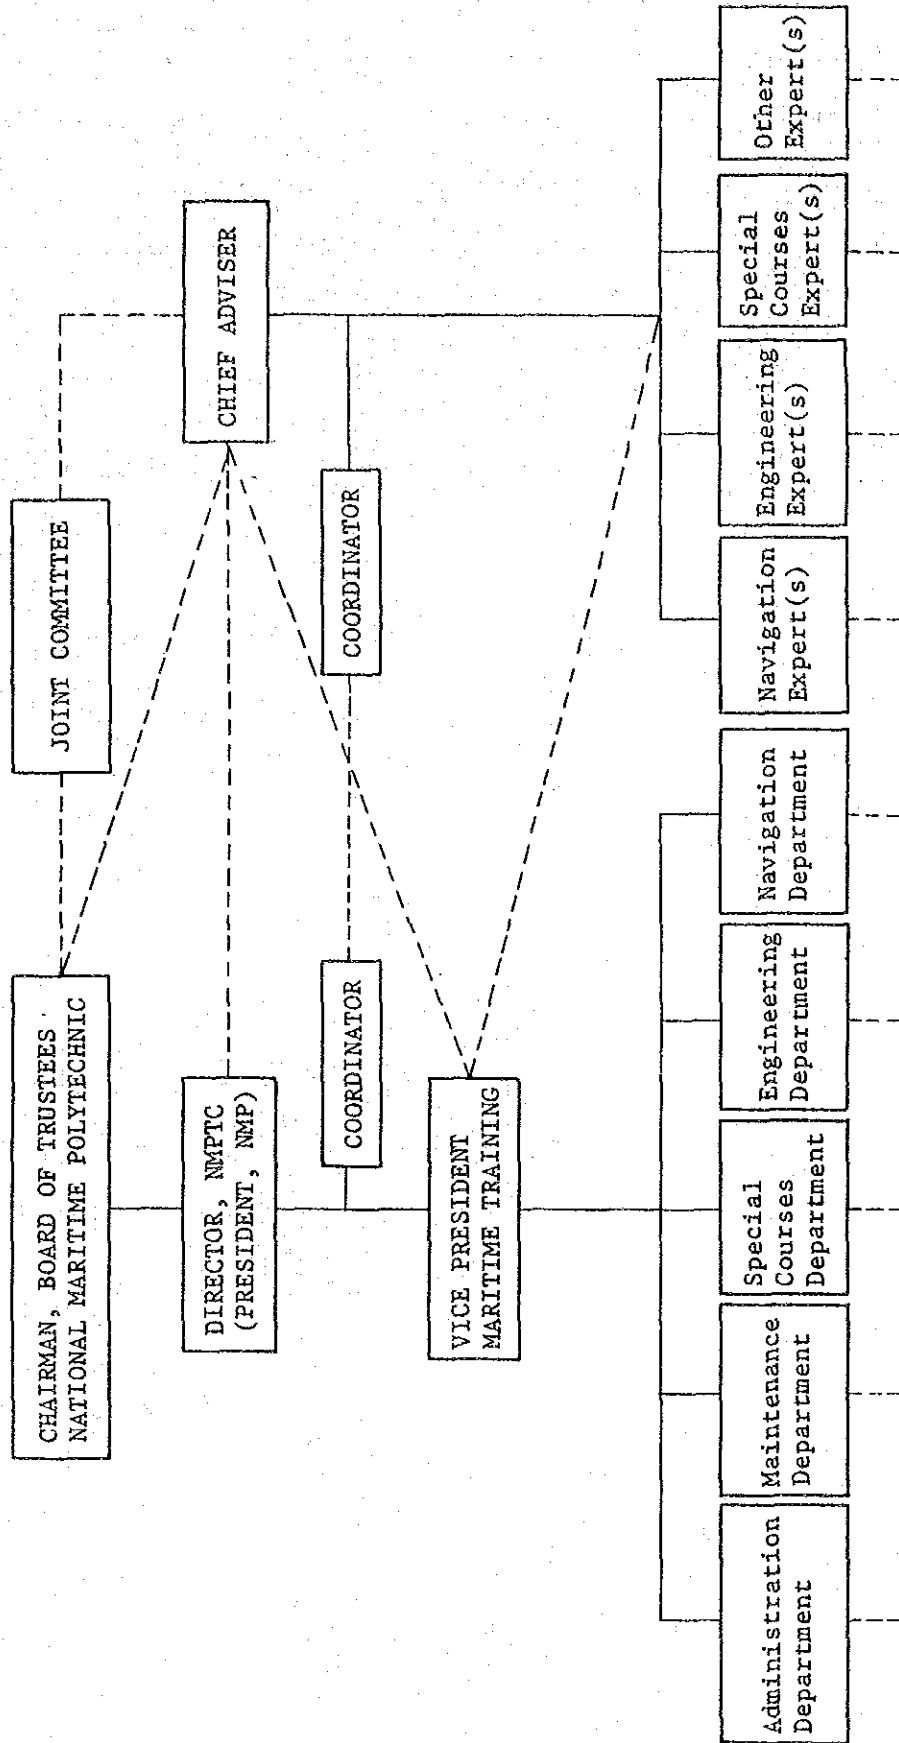 CHAIRMAN, BOARD OF TRUSTEES
NATIONAL MARITIME POLYTECHNIC
JOINT COMMITTEE
DIRECTOR, NMPTC
(PRESIDENT, NMP)
CHIEF ADVISER
COORDINATOR
COORDINATOR
VICE PRESIDENT
MARITIME TRAINING
Administration
Department
Maintenance
Department
Special
Courses
Department
Engineering
Department
Navigation
Department
Navigation
Expert(s)
Engineering
Expert(s)
Special
Courses
Expert(s)
Other
Expert(s)